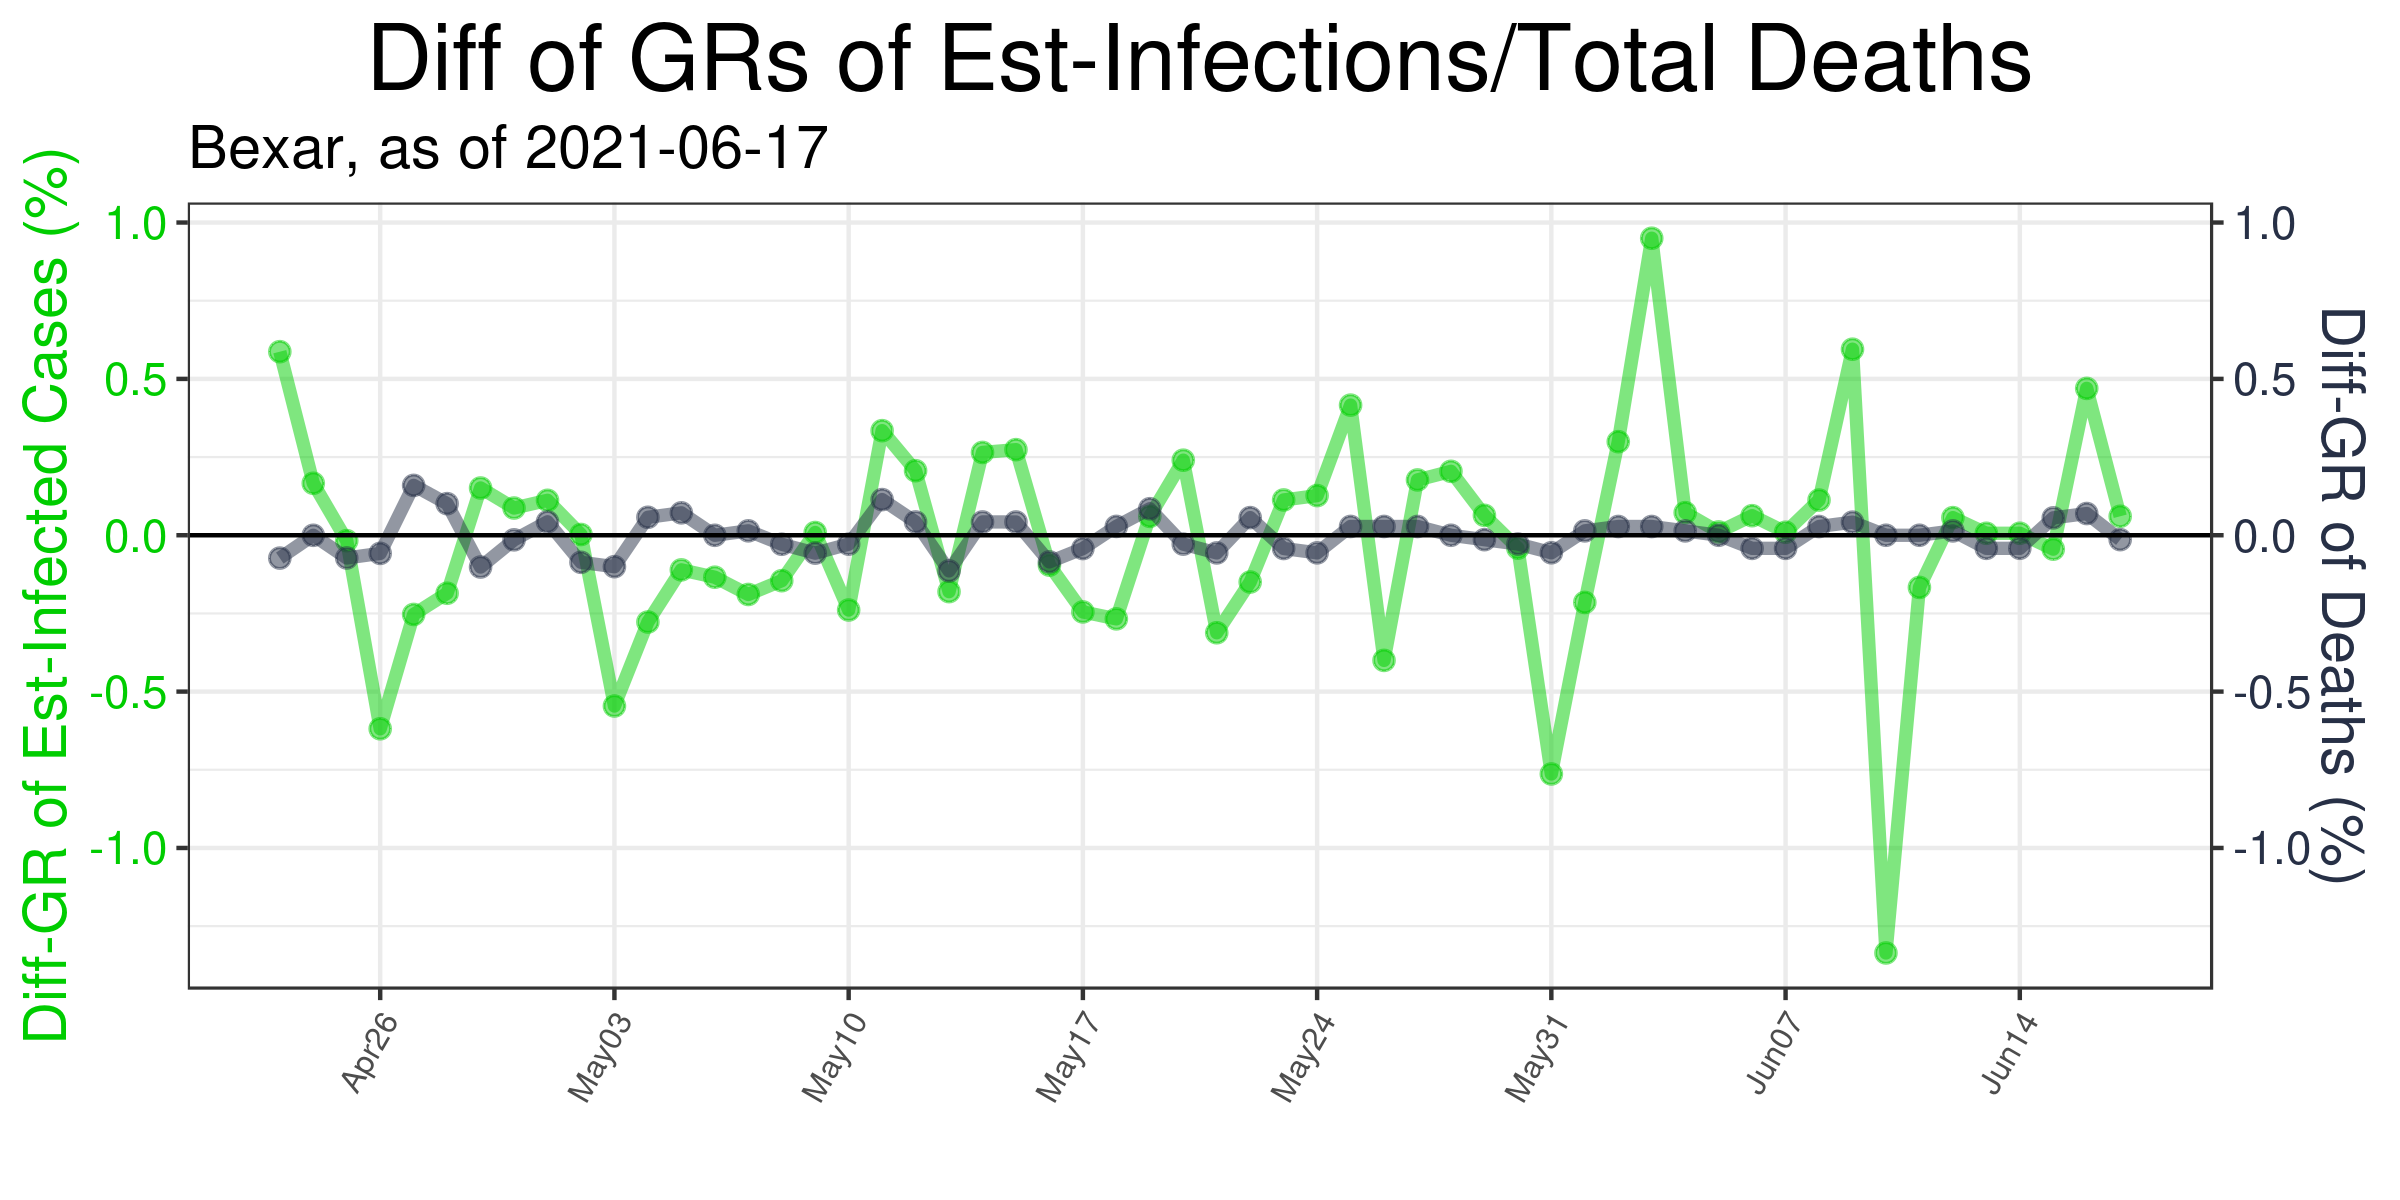 Diff of GRs of Est-Infections/Total Deaths
Bexar, as of 2021-06-17
Diff-GR of Est-Infected Cases (%)
1.0
0.5
0.0
-0.5
-1.0
1.0
0.5
0.0
-0.5
-1.0
Diff-GR of Deaths (%)
Apr26
May03
May10
May17
May24
May31
Jun07
Jun14